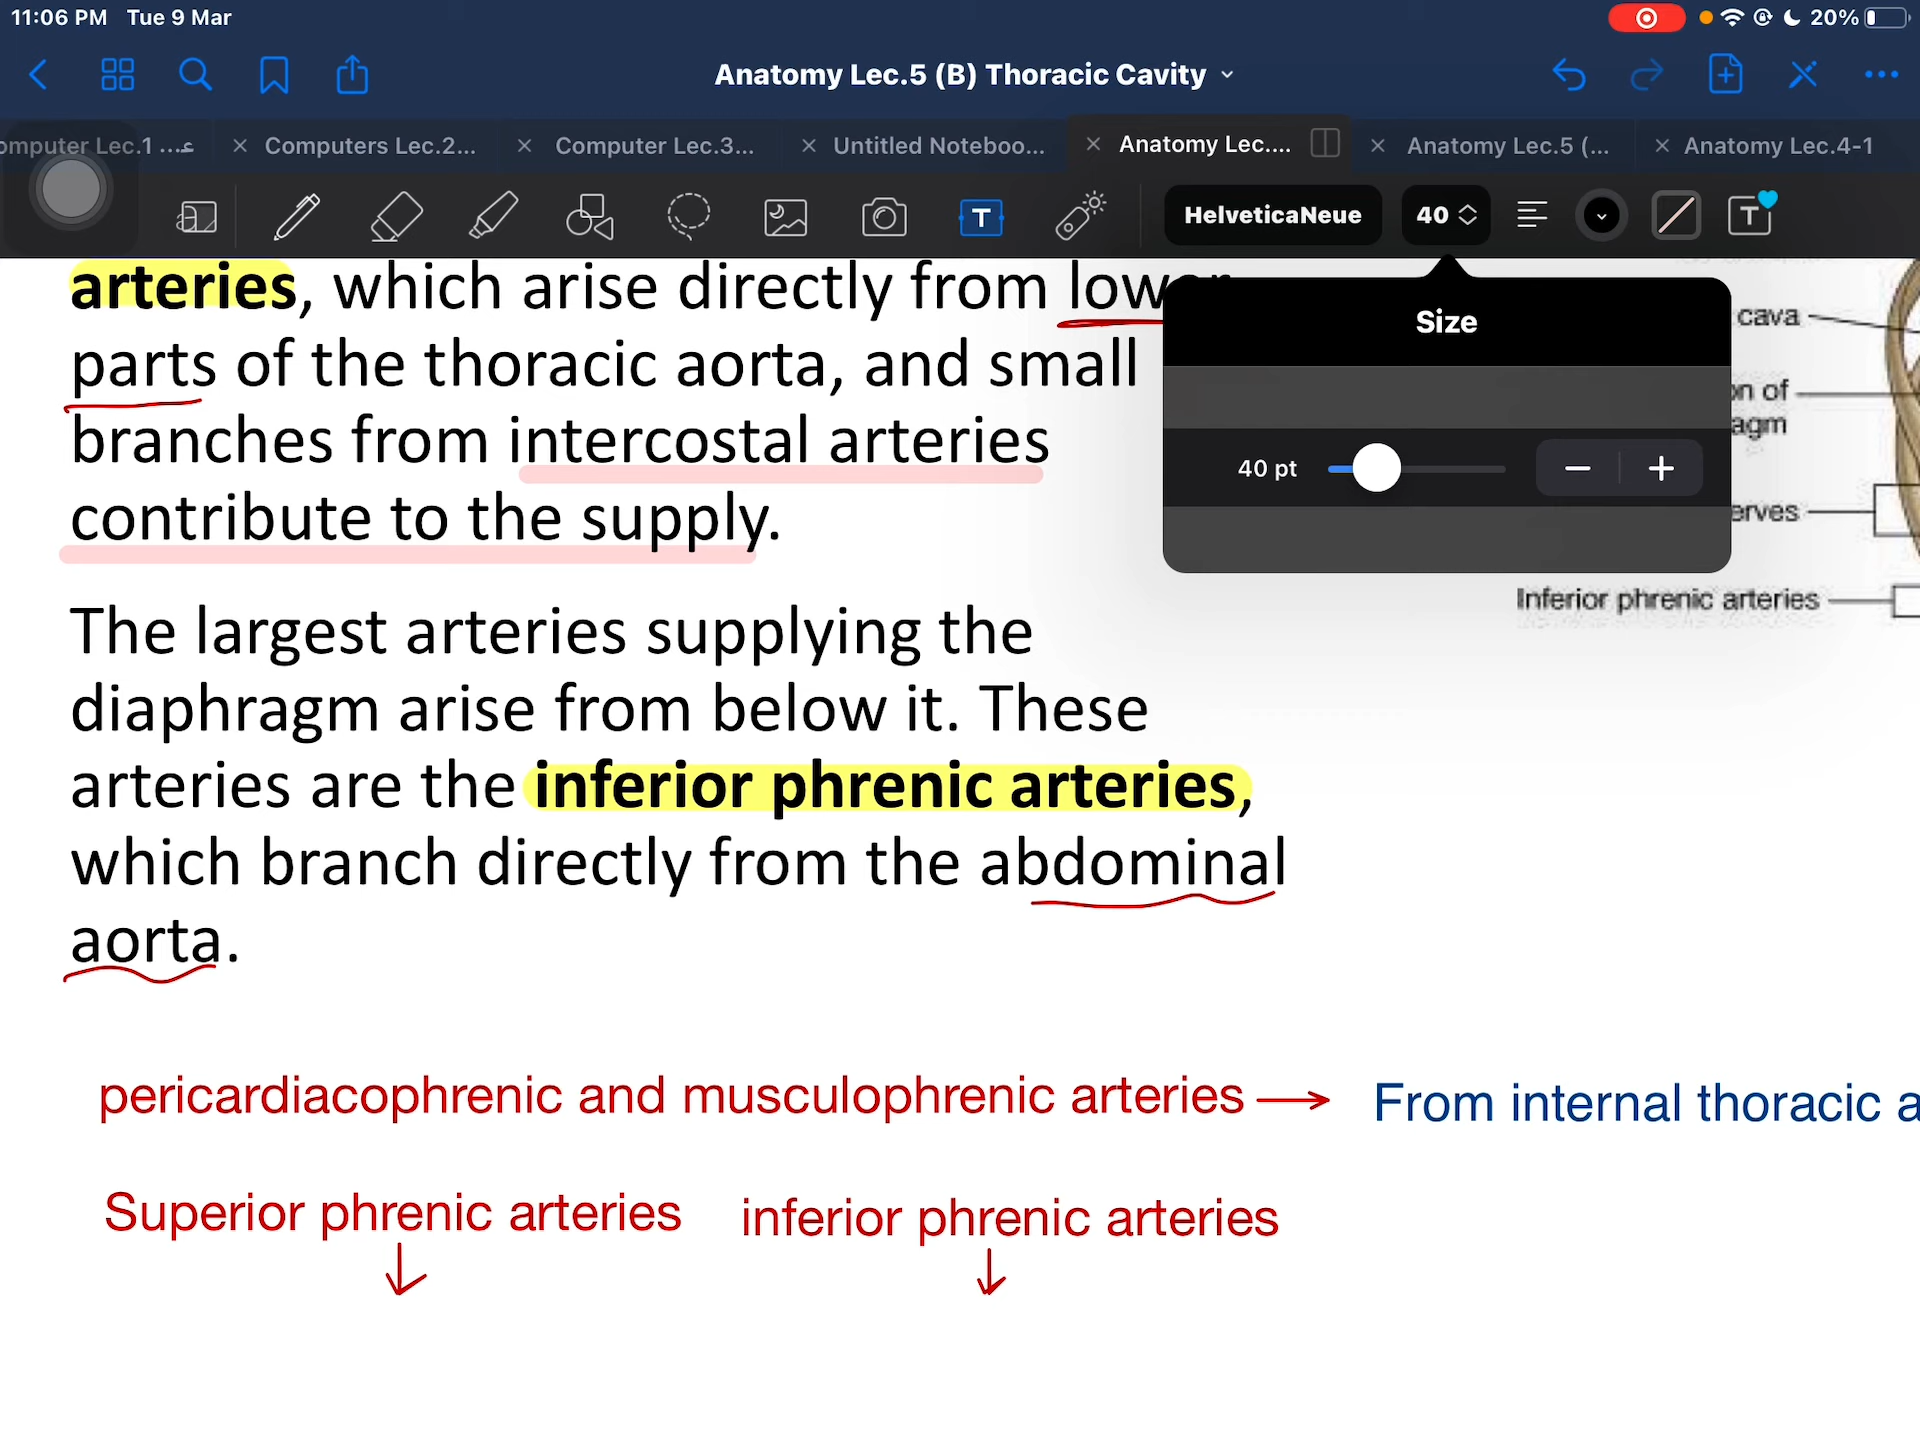 11:06 PM Tue 9 Mar
20%
Anatomy Lec.5 (B) Thoracic Cavity
omputer Lec.1 ...ع
Computers Lec.2...
Computer Lec.3...
Untitled Noteboo...
Anatomy Lec....
Anatomy Lec.5 (...
Anatomy Lec.4-1
HelveticaNeue
40
Size
40 pt
arteries, which arise directly from lower
parts of the thoracic aorta, and small
branches from intercostal arteries
contribute to the supply.
The largest arteries supplying the
diaphragm arise from below it. These
arteries are the inferior phrenic arteries,
which branch directly from the abdominal
aorta.
cava
on of
agm
erves
Inferior phrenic arteries
pericardiacophrenic and musculophrenic arteries → From internal thoracic a
Superior phrenic arteries
inferior phrenic arteries